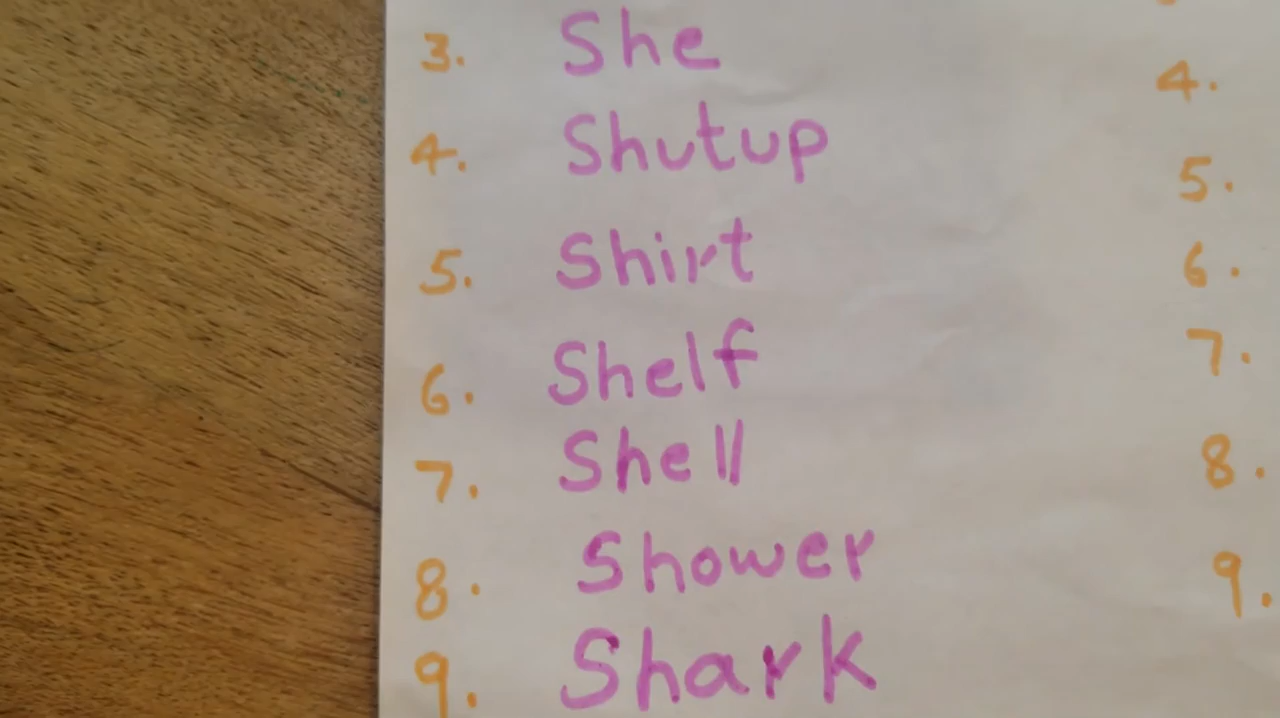 3. She
4. Shutup
5. Shirt
6. Shelf
7. Shell
8. Shower
9. Shark
4.
5.
6.
7.
8.
9.